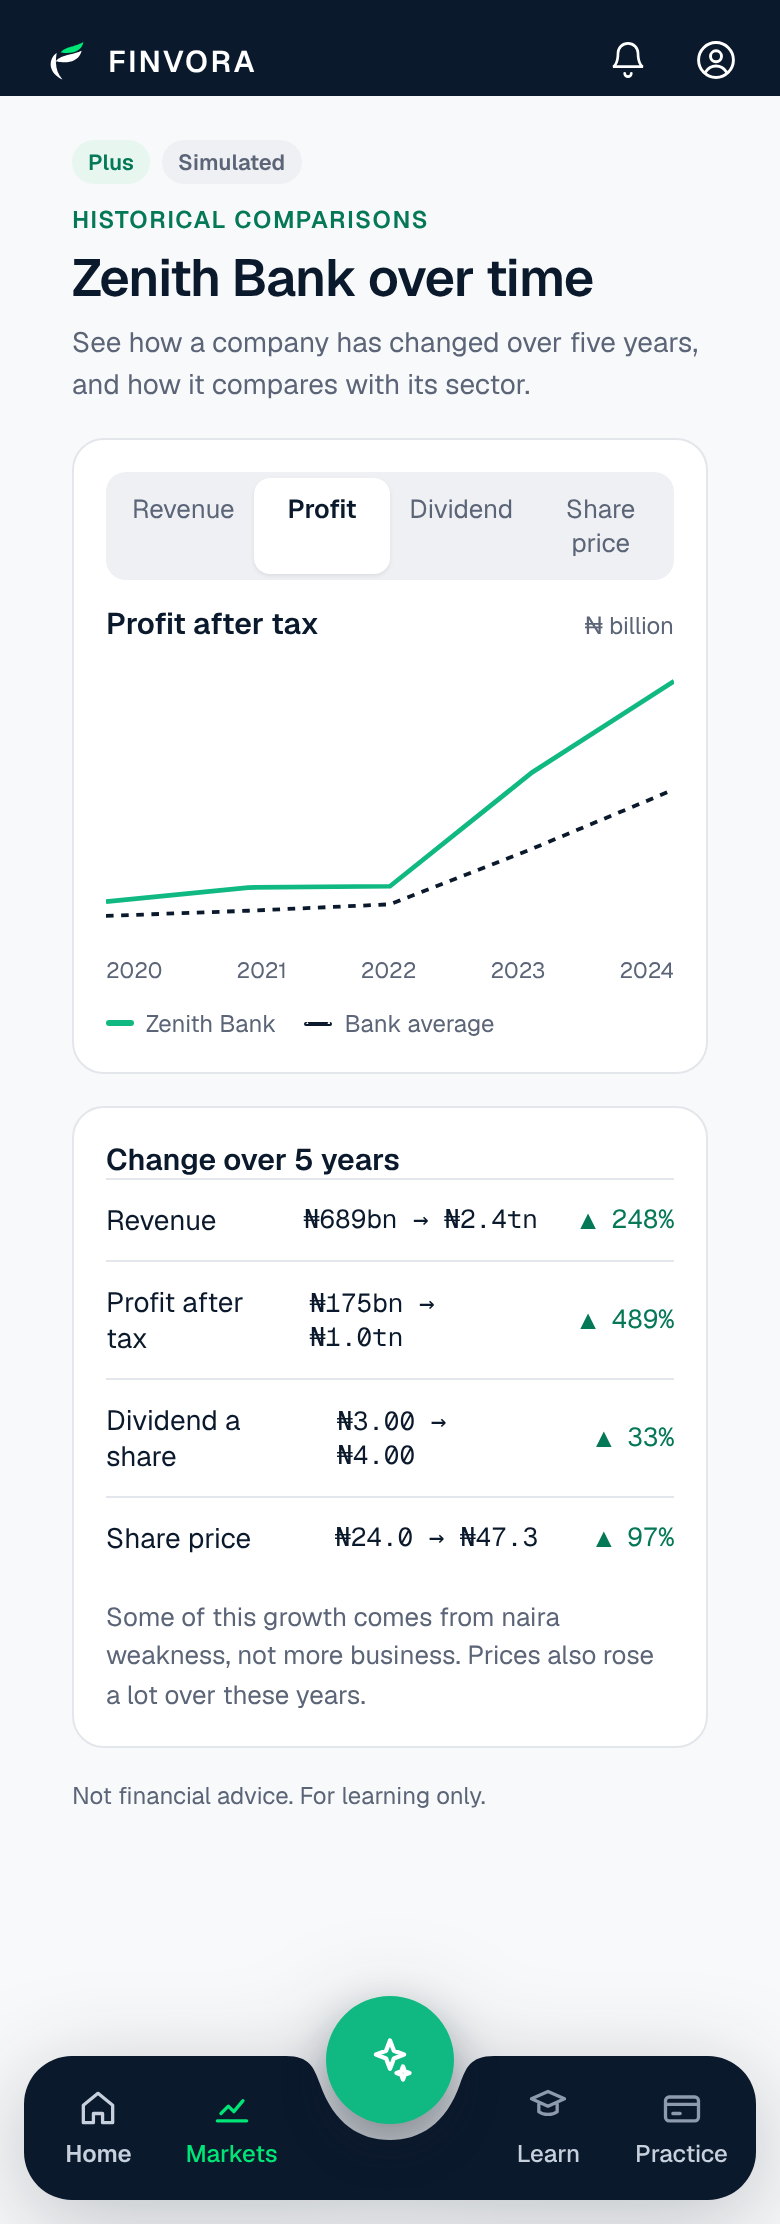 FINVORA
Plus Simulated
HISTORICAL COMPARISONS
Zenith Bank over time
See how a company has changed over five years,
and how it compares with its sector.
Revenue Profit Dividend Share
price
Profit after tax ₦ billion
2020 2021 2022 2023 2024
Zenith Bank Bank average
Change over 5 years
Revenue ₦689bn → ₦2.4tn ▲ 248%
Profit after
tax
₦175bn →
₦1.0tn
▲ 489%
Dividend a
share
₦3.00 →
₦4.00
▲ 33%
Share price ₦24.0 → ₦47.3 ▲ 97%
Some of this growth comes from naira
weakness, not more business. Prices also rose
a lot over these years.
Not financial advice. For learning only.
Home Markets Learn Practice